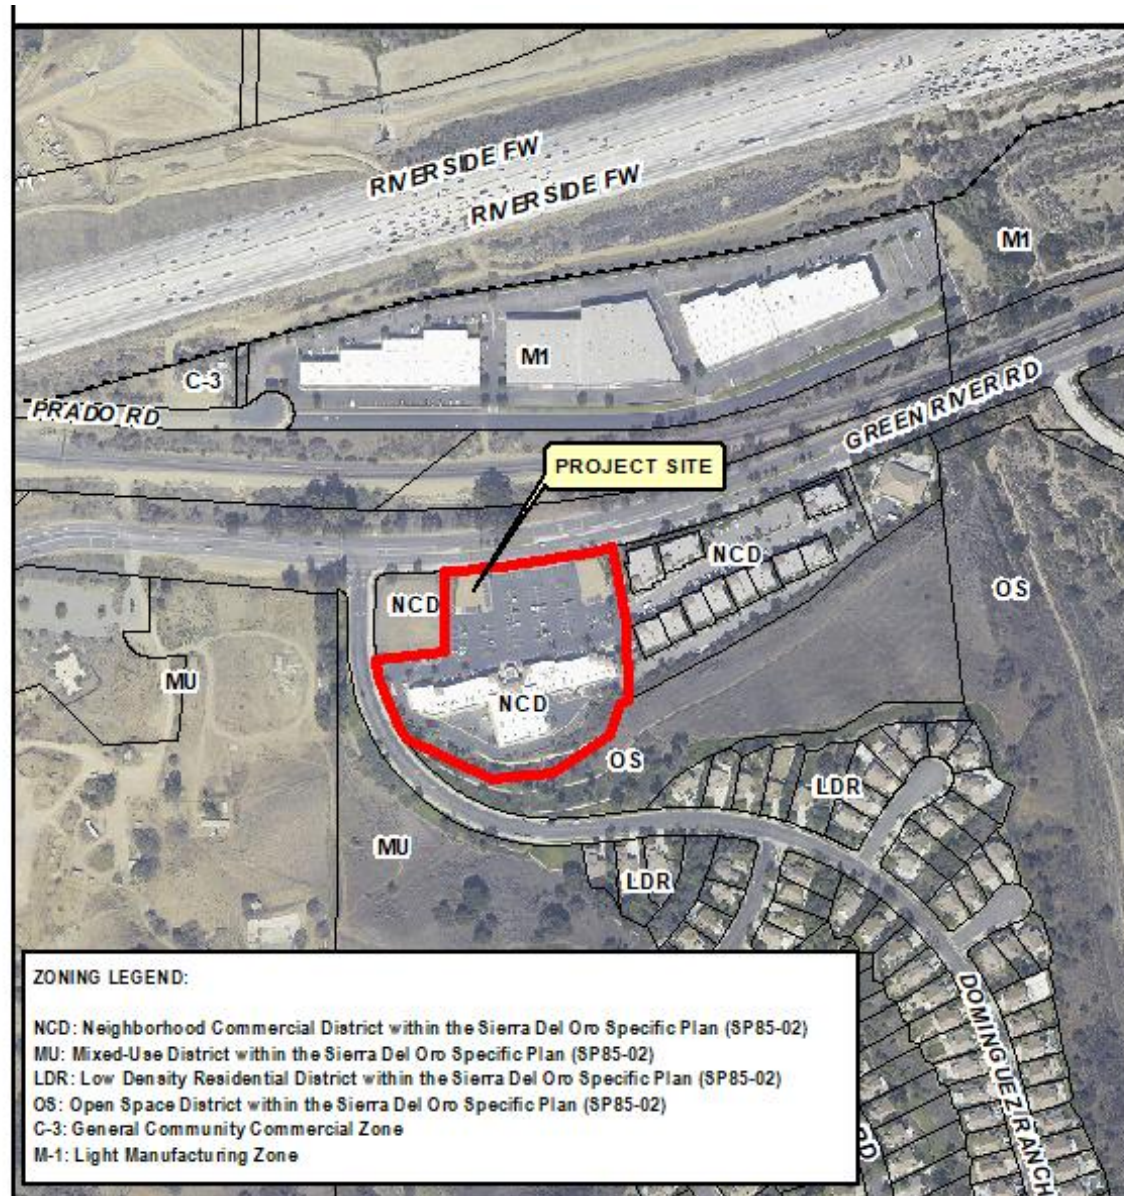 RIVERSIDE FW
RIVERSIDE FW
M1
M1
C-3
PRADO RD
GREEN RIVER RD
PROJECT SITE
NCD
NCD
OS
MU
NCD
OS
LDR
MU
LDR
DOMINGUEZ RANCH
RD
ZONING LEGEND:
NCD: Neighborhood Commercial District within the Sierra Del Oro Specific Plan (SP85-02)
MU: Mixed-Use District within the Sierra Del Oro Specific Plan (SP85-02)
LDR: Low Density Residential District within the Sierra Del Oro Specific Plan (SP85-02)
OS: Open Space District within the Sierra Del Oro Specific Plan (SP85-02)
C-3: General Community Commercial Zone
M-1: Light Manufacturing Zone